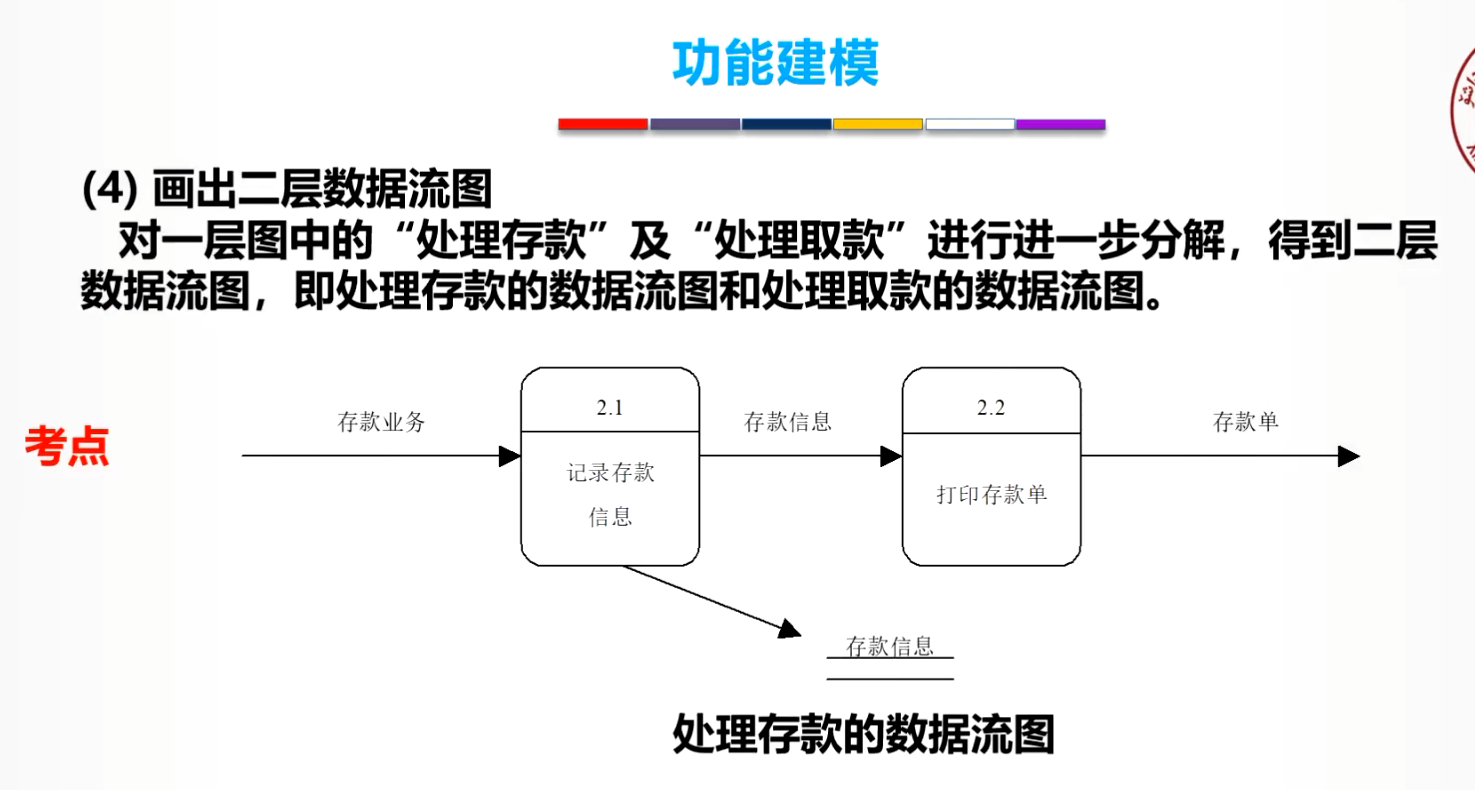 功能建模
(4) 画出二层数据流图
对一层图中的“处理存款”及“处理取款”进行进一步分解，得到二层
数据流图，即处理存款的数据流图和处理取款的数据流图。
考点
存款业务
2.1
记录存款
信息
存款信息
2.2
打印存款单
存款单
存款信息
处理存款的数据流图